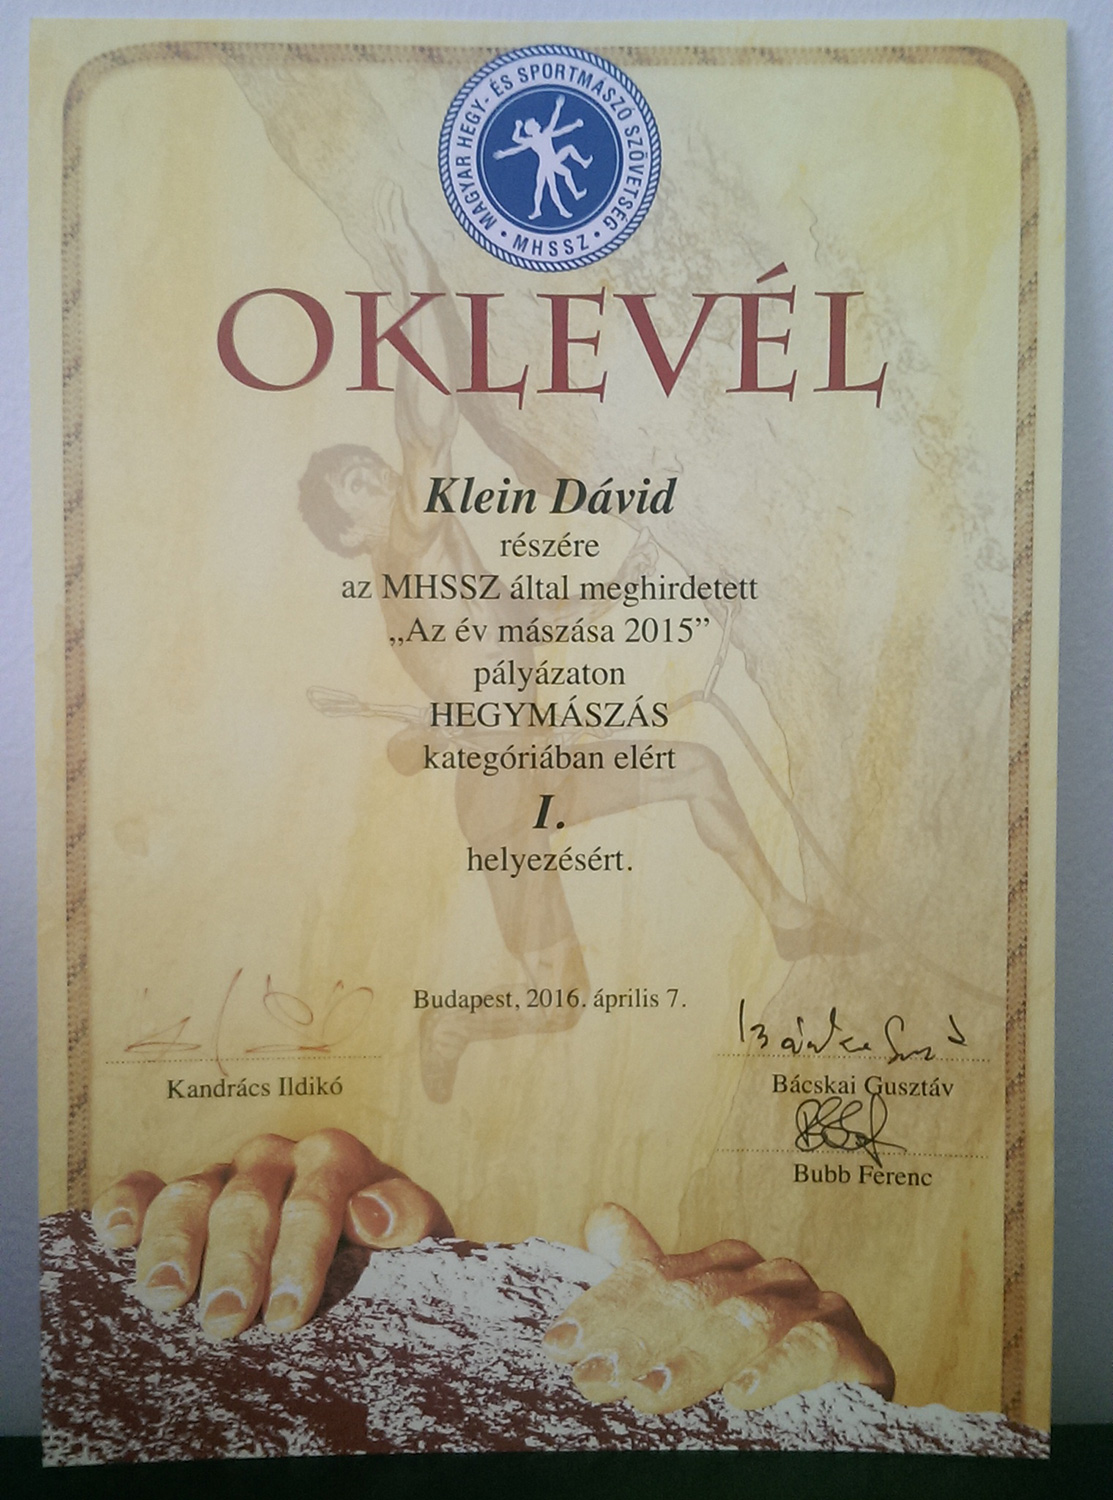 MAGYAR HEGY- ÉS SPORTMÁSZÓ SZÖVETSÉG
• MHSSZ •
OKLEVÉL
Klein Dávid
részére
az MHSSZ által meghirdetett
„Az év mászása 2015”
pályázaton
HEGYMÁSZÁS
kategóriában elért
I.
helyezésért.
Budapest, 2016. április 7.
Kandrács Ildikó
Bácskai Gusztáv
Bubb Ferenc